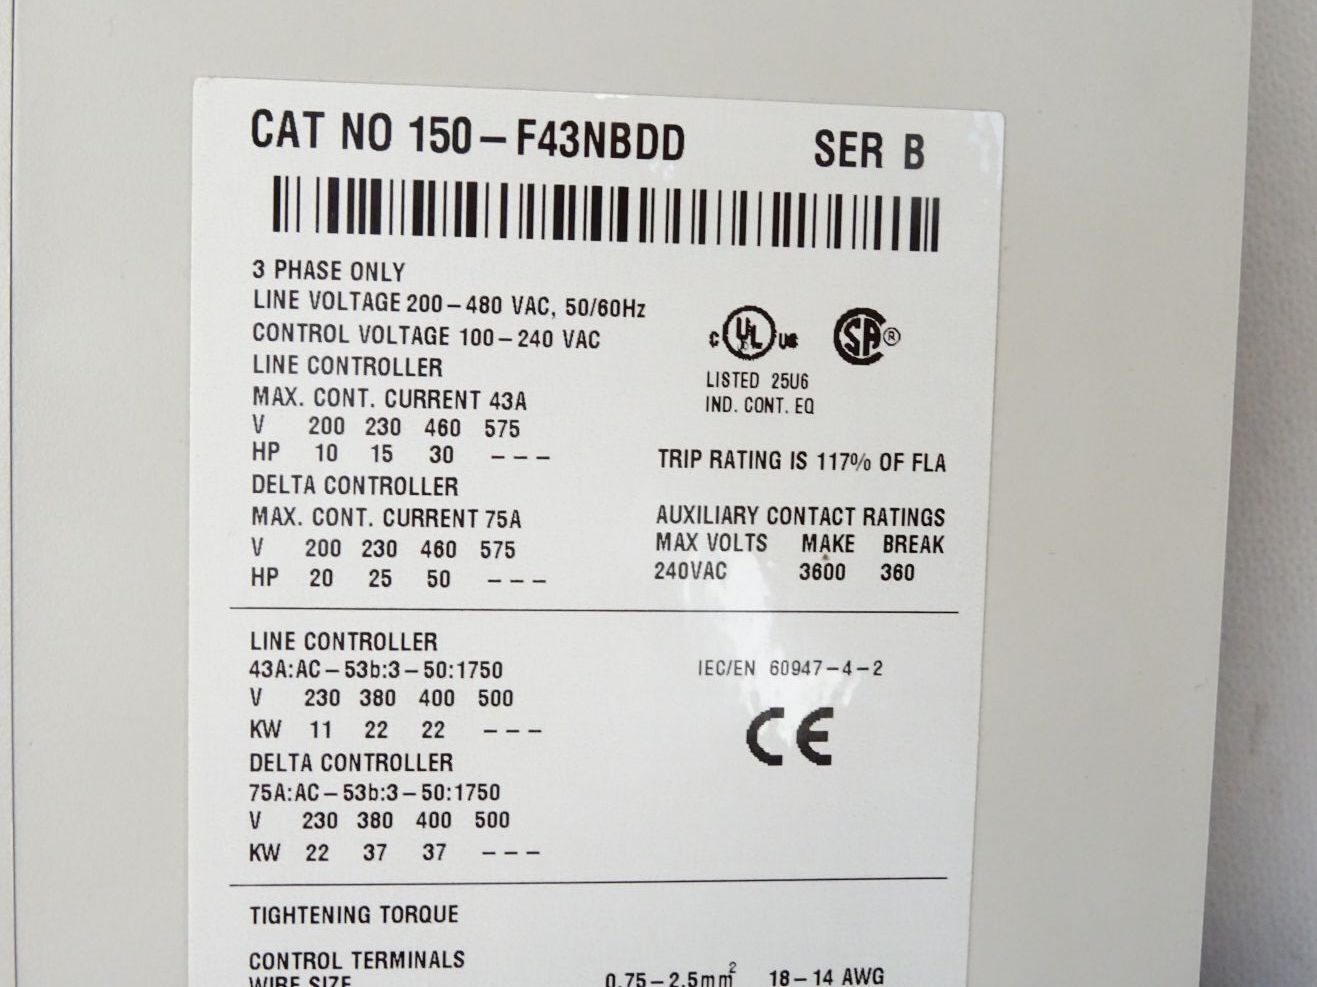 CAT NO 150-F43NBDD SER B
3 PHASE ONLY
LINE VOLTAGE 200-480 VAC, 50/60Hz
CONTROL VOLTAGE 100-240 VAC
LINE CONTROLLER
MAX. CONT. CURRENT 43A
V 200 230 460 575
HP 10 15 30 ---
DELTA CONTROLLER
MAX. CONT. CURRENT 75A
V 200 230 460 575
HP 20 25 50 ---
C UL US SA ®
LISTED 25U6
IND. CONT. EQ
TRIP RATING IS 117% OF FLA
AUXILIARY CONTACT RATINGS
MAX VOLTS MAKE BREAK
240VAC 3600 360
LINE CONTROLLER
43A:AC-53b:3-50:1750
V 230 380 400 500
KW 11 22 22 ---
DELTA CONTROLLER
75A:AC-53b:3-50:1750
V 230 380 400 500
KW 22 37 37 ---
IEC/EN 60947-4-2
CE
TIGHTENING TORQUE
CONTROL TERMINALS
WIRE SIZE 0.75-2.5mm² 18-14 AWG